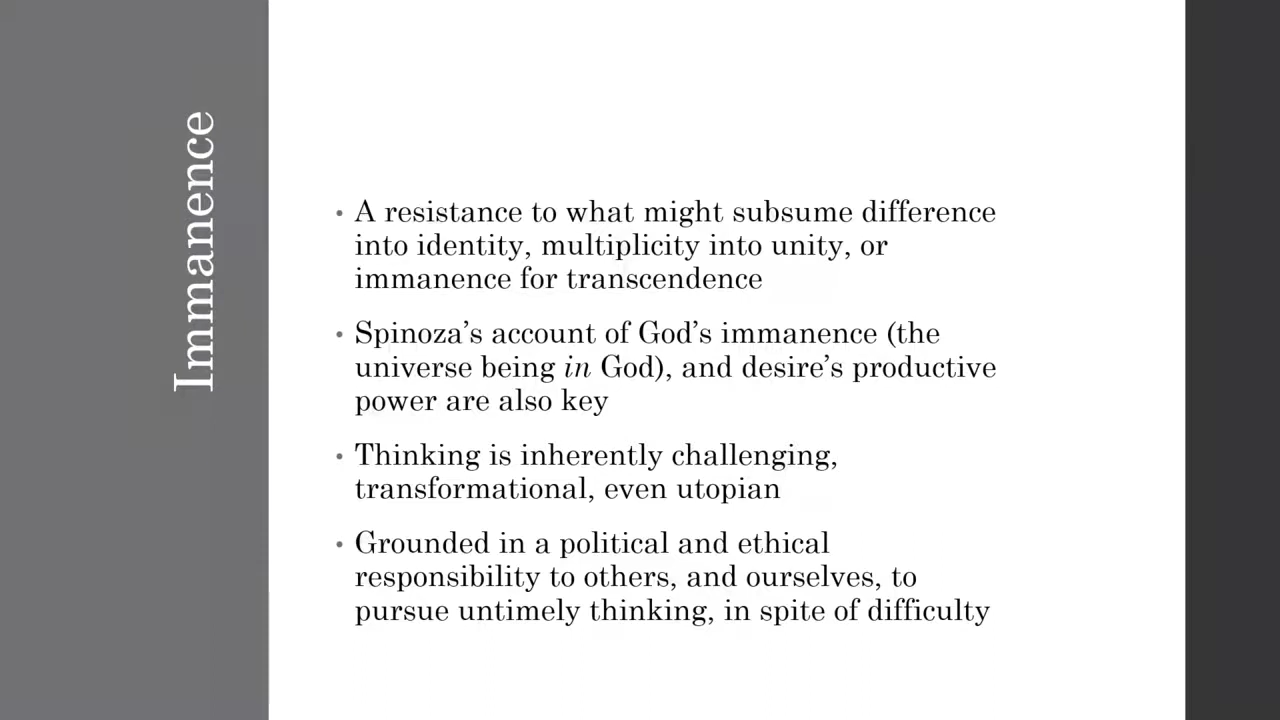 Immanence
• A resistance to what might subsume difference
into identity, multiplicity into unity, or
immanence for transcendence
• Spinoza’s account of God’s immanence (the
universe being in God), and desire’s productive
power are also key
• Thinking is inherently challenging,
transformational, even utopian
• Grounded in a political and ethical
responsibility to others, and ourselves, to
pursue untimely thinking, in spite of difficulty